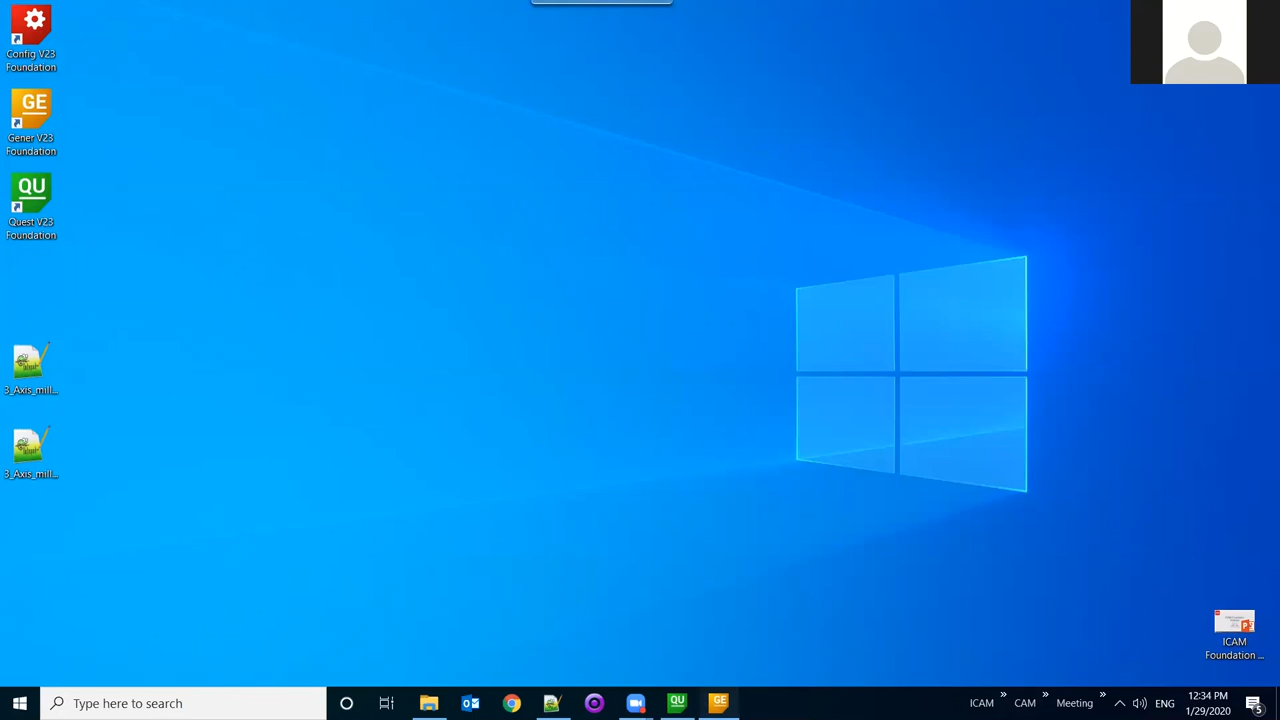 Config V23
Foundation
GE
Gener V23
Foundation
QU
Quest V23
Foundation
3_Axis_mill...
3_Axis_mill...
ICAM
Foundation ...
Type here to search
QU
GE
ICAM
»
CAM
»
Meeting
»
ENG
12:34 PM
1/29/2020
5